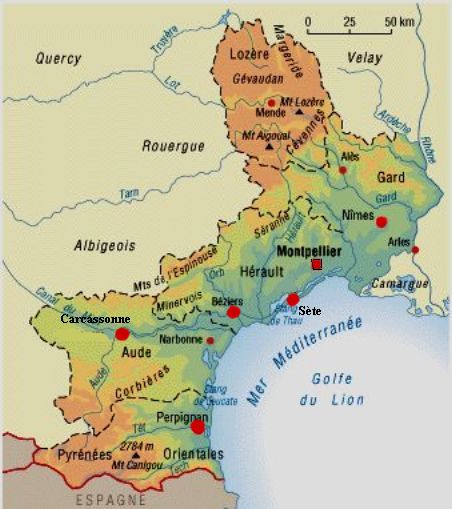 0 25 50 km
Quercy
Truyère
Lozère
Margeride
Velay
Gévaudan
Lot
Mende
Mt Lozère
Ardèche
Rhône
Rouergue
Mt Aigoual
Cévennes
Alès
Gard
Tarn
Gard
Nîmes
Séranne
Hérault
Arles
Albigeois
Montpellier
Mts de l'Espinouse
Orb
Hérault
Camargue
Canal du
Minervois
Béziers
Sète
Carcassonne
Etang
de Thau
Narbonne
Aude
Mer Méditerranée
Aude
Corbières
Etang
de Leucate
Golfe
du Lion
Perpignan
Têt
2784 m
Pyrénées
Orientales
Mt Canigou
Tech
ESPAGNE